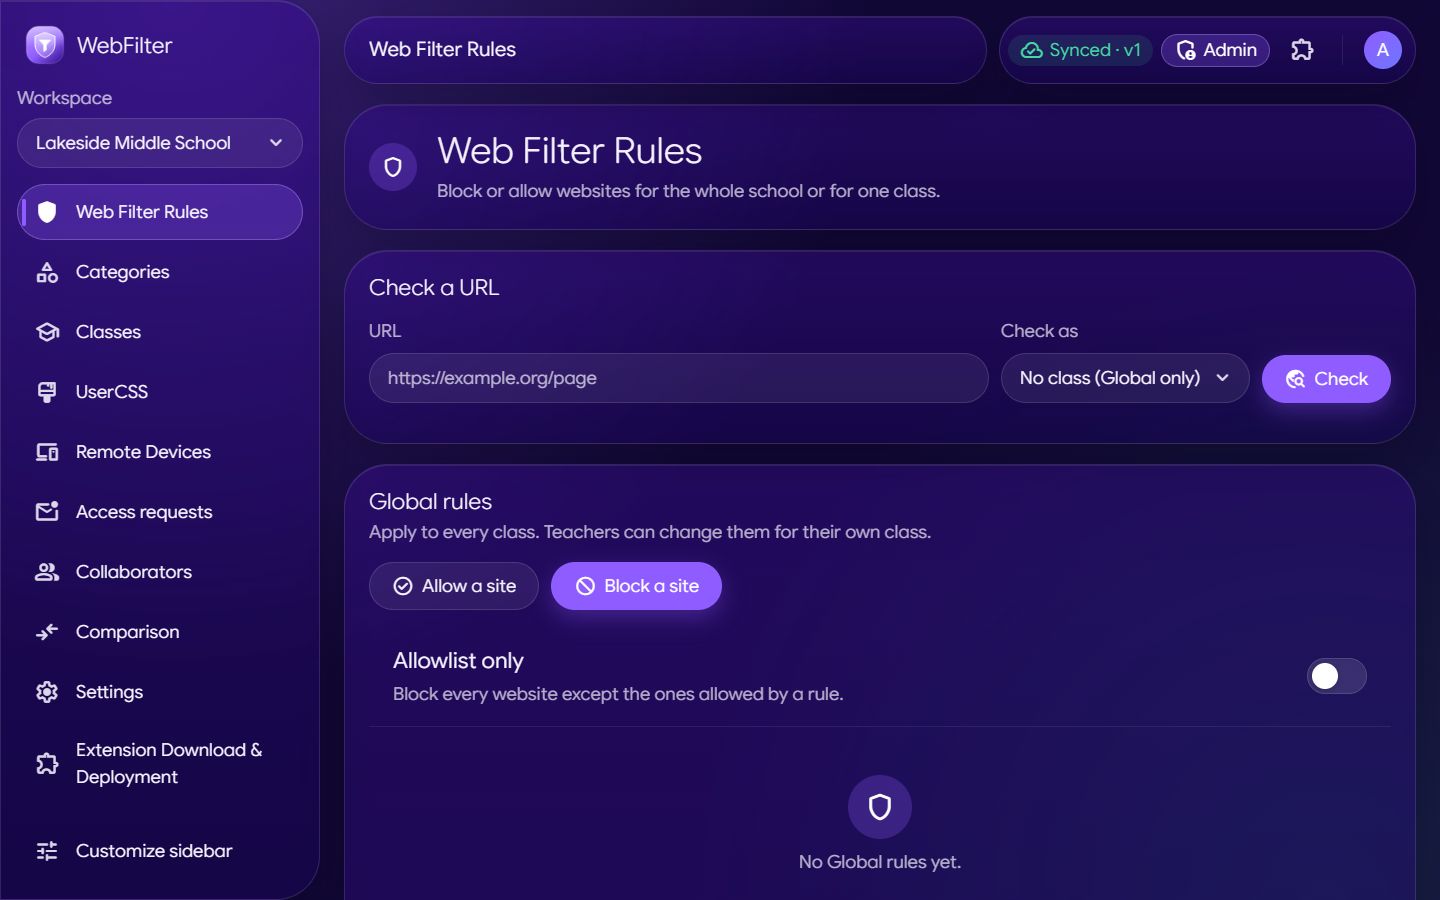 WebFilter
Workspace
Lakeside Middle School
Web Filter Rules
Categories
Classes
UserCSS
Remote Devices
Access requests
Collaborators
Comparison
Settings
Extension Download &
Deployment
Customize sidebar
Web Filter Rules
Synced · v1
Admin
A
Web Filter Rules
Block or allow websites for the whole school or for one class.
Check a URL
URL
Check as
https://example.org/page
No class (Global only)
Check
Global rules
Apply to every class. Teachers can change them for their own class.
Allow a site
Block a site
Allowlist only
Block every website except the ones allowed by a rule.
No Global rules yet.